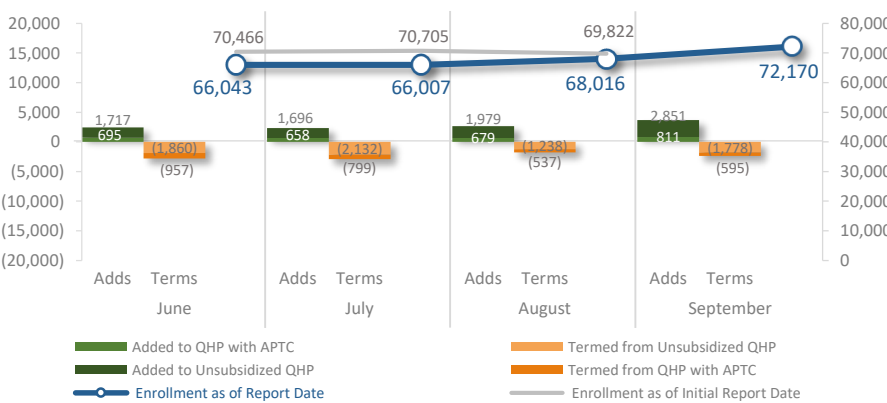 20,000
15,000
10,000
5,000
0
(5,000)
(10,000)
(15,000)
(20,000)
80,000
70,000
60,000
50,000
40,000
30,000
20,000
10,000
0
70,466 70,705 69,822
66,043 66,007 68,016 72,170
1,717 1,696 1,979 2,851
695 658 679 811
(1,860) (2,132) (1,238) (1,778)
(957) (799) (537) (595)
Adds Terms Adds Terms Adds Terms Adds Terms
June July August September
Added to QHP with APTC Termed from Unsubsidized QHP
Added to Unsubsidized QHP Termed from QHP with APTC
Enrollment as of Report Date Enrollment as of Initial Report Date